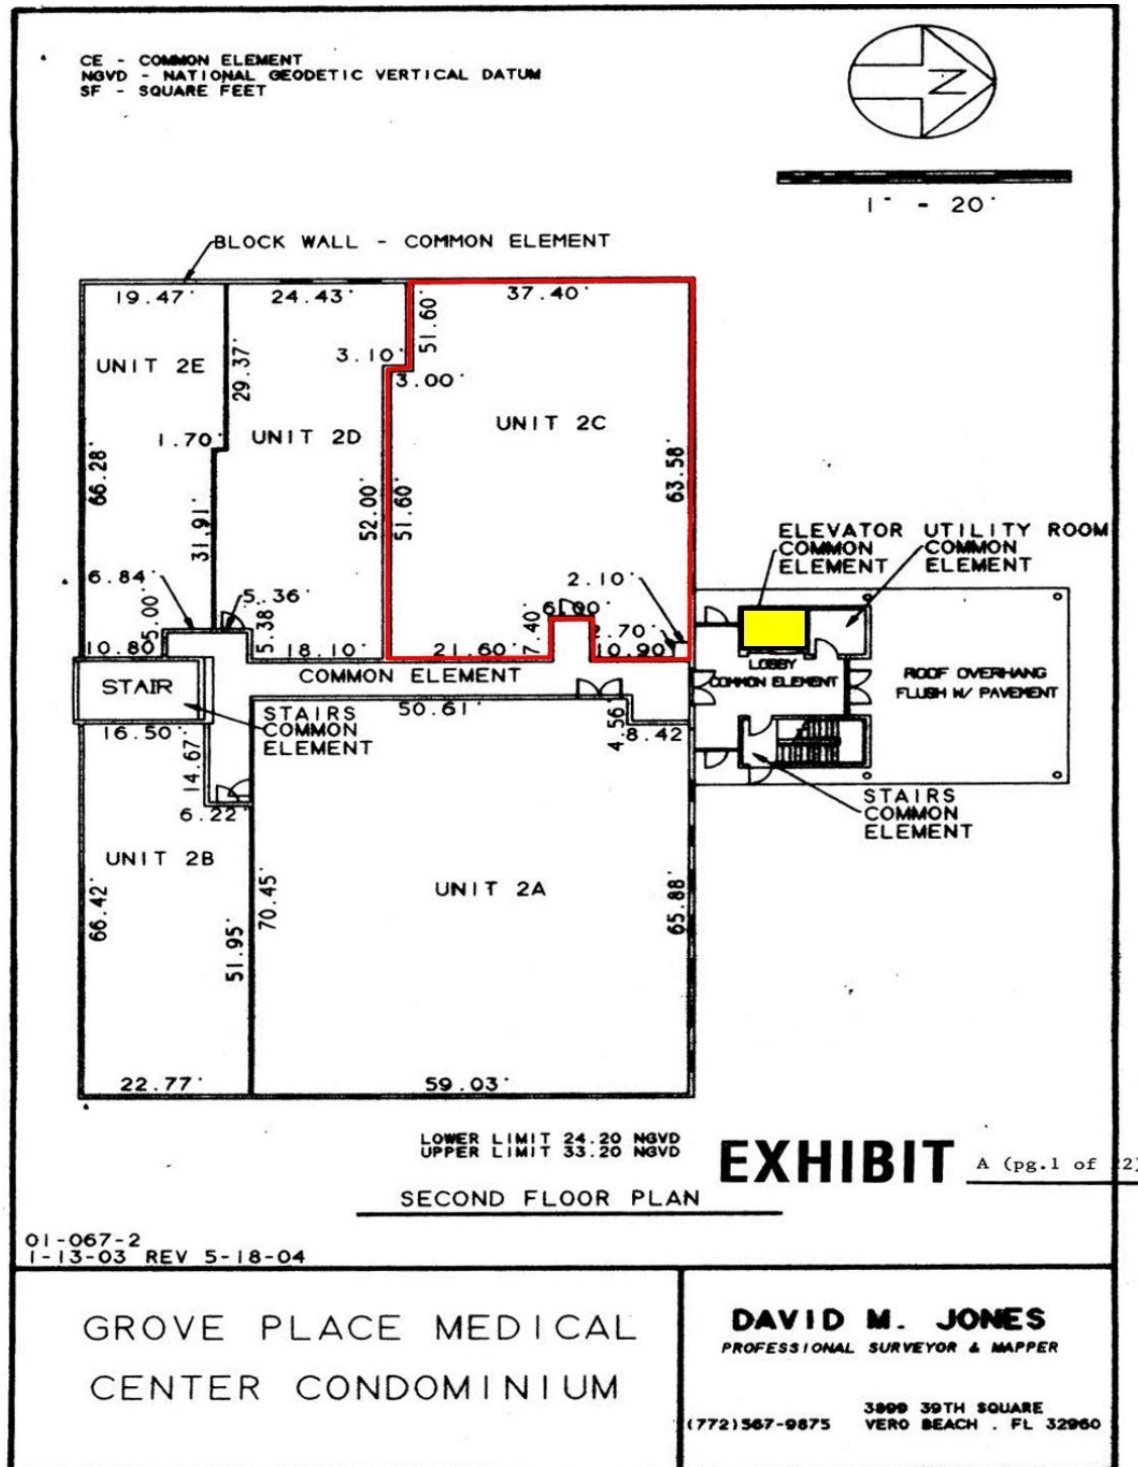 CE - COMMON ELEMENT
NGVD - NATIONAL GEODETIC VERTICAL DATUM
SF - SQUARE FEET
N
1" - 20'
BLOCK WALL - COMMON ELEMENT
19.47'
24.43'
37.40'
51.60'
UNIT 2E
29.37'
3.10'
3.00'
UNIT 2D
UNIT 2C
1.70'
66.28'
31.91'
52.00'
51.60'
63.58'
ELEVATOR
COMMON
ELEMENT
UTILITY ROOM
COMMON
ELEMENT
6.84'
5.00'
5.36'
5.38'
2.10'
6.00'
7.40'
2.70'
10.80'
18.10'
21.60'
10.90'
LOBBY
COMMON ELEMENT
ROOF OVERHANG
FLUSH W/ PAVEMENT
STAIR
COMMON ELEMENT
50.61'
4.56'
8.42'
STAIRS
COMMON
ELEMENT
16.50'
14.67'
6.22'
STAIRS
COMMON
ELEMENT
UNIT 2B
UNIT 2A
66.42'
51.95'
70.45'
65.88'
22.77'
59.03'
LOWER LIMIT 24.20 NGVD
UPPER LIMIT 33.20 NGVD
EXHIBIT A (pg.1 of 22)
SECOND FLOOR PLAN
01-067-2
1-13-03 REV 5-18-04
GROVE PLACE MEDICAL
CENTER CONDOMINIUM
DAVID M. JONES
PROFESSIONAL SURVEYOR & MAPPER
3899 39TH SQUARE
(772)567-9875 VERO BEACH . FL 32960